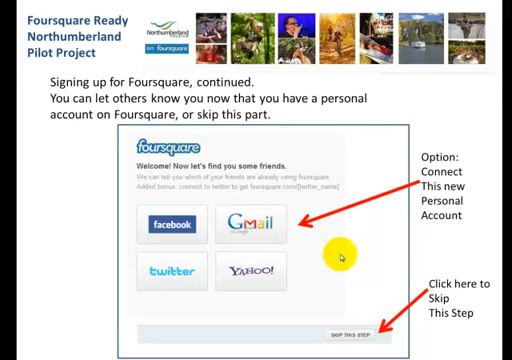 Foursquare Ready
Northumberland
Pilot Project
Northumberland
on foursquare
Signing up for Foursquare, continued.
You can let others know you now that you have a personal
account on Foursquare, or skip this part.
foursquare
Welcome! Now let's find you some friends.
We can tell you which of your friends are already using foursquare
Added bonus: connect to twitter to get foursquare.com/[twitter_name]
facebook
Gmail
twitter
YAHOO!
SKIP THIS STEP
Option:
Connect
This new
Personal
Account
Click here to
Skip
This Step